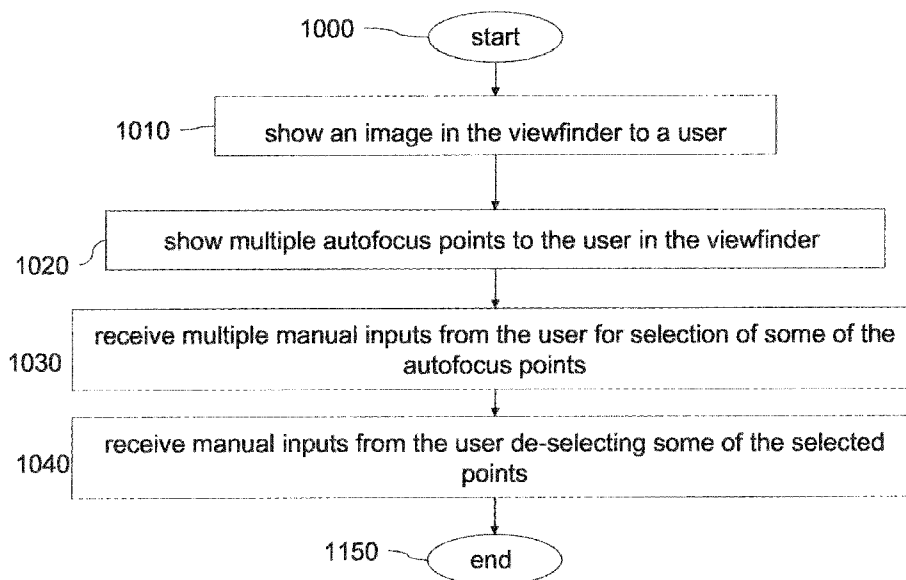 1000
start
1010
show an image in the viewfinder to a user
1020
show multiple autofocus points to the user in the viewfinder
1030
receive multiple manual inputs from the user for selection of some of the
autofocus points
1040
receive manual inputs from the user de-selecting some of the selected
points
1150
end